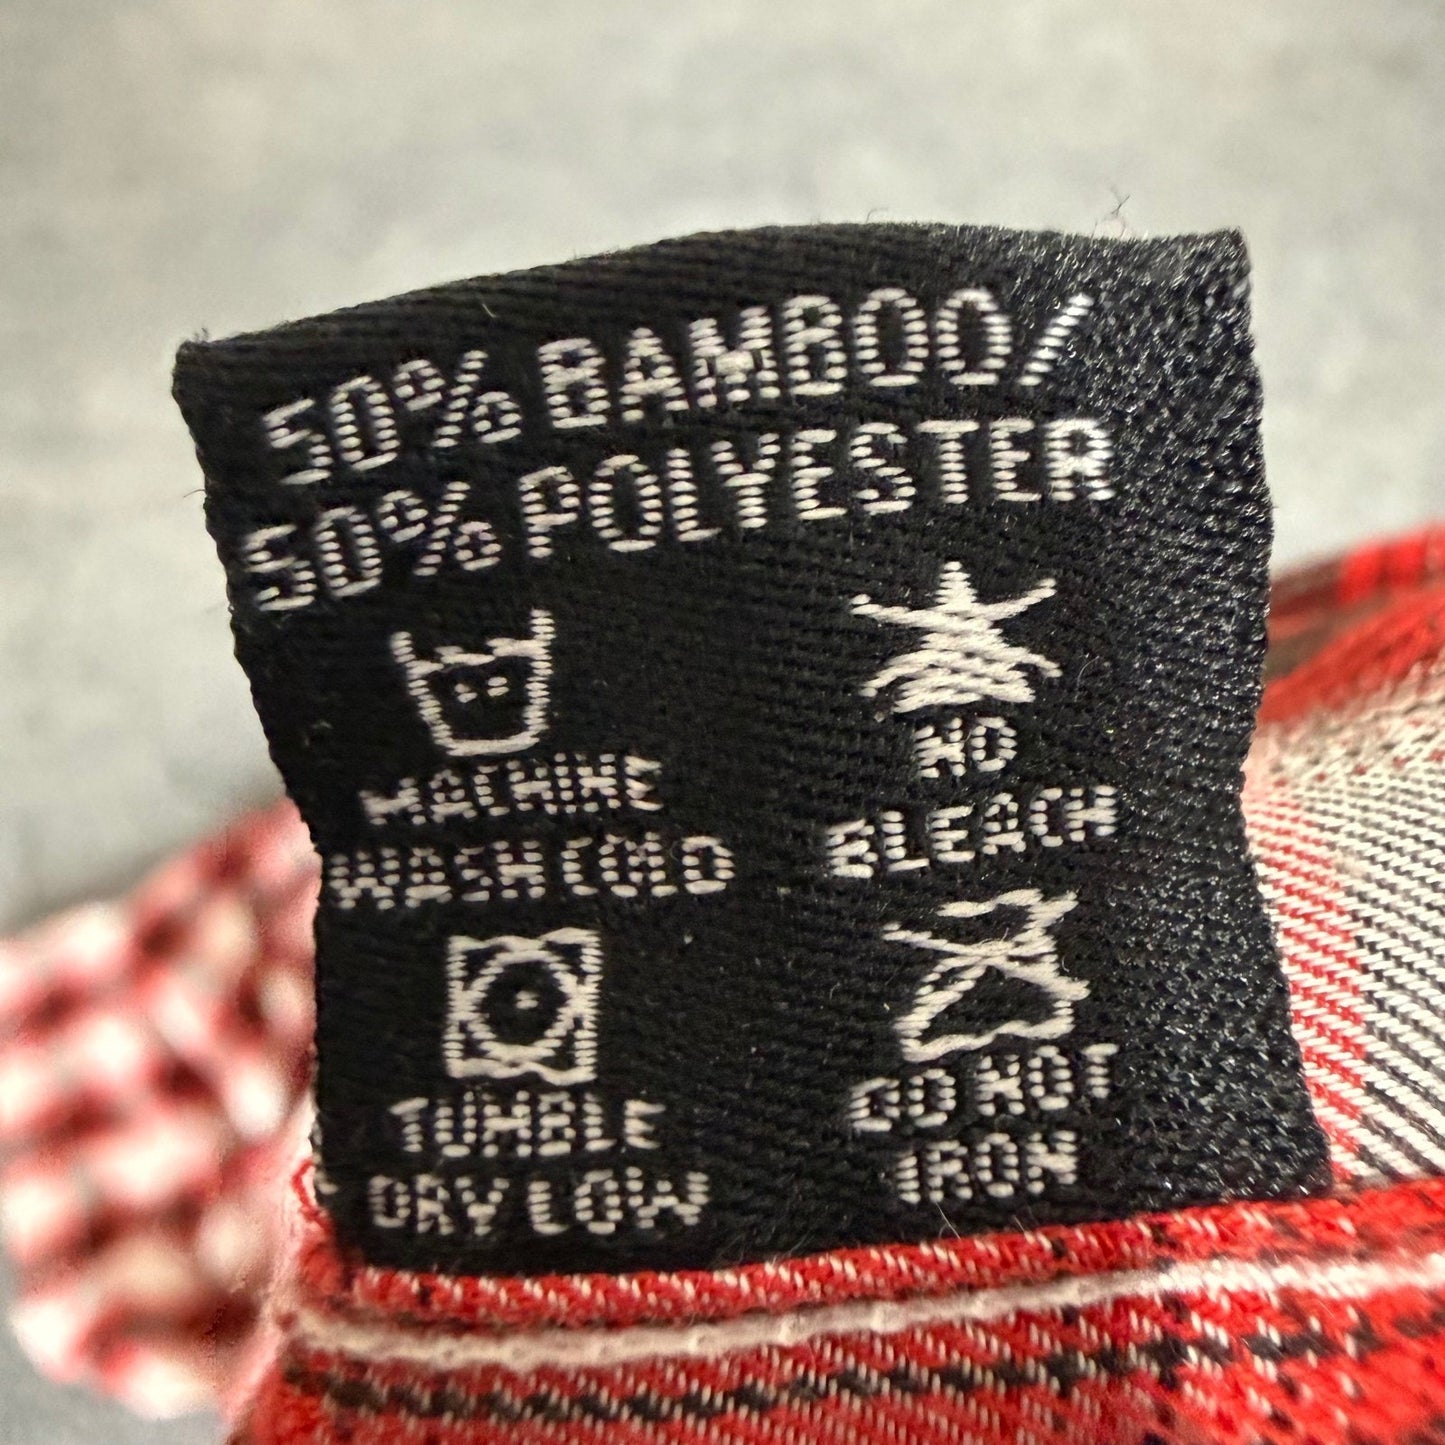 50% BAMBOO/
50% POLYESTER
MACHINE
WASH COLD
NO
BLEACH
TUMBLE
DRY LOW
DO NOT
IRON